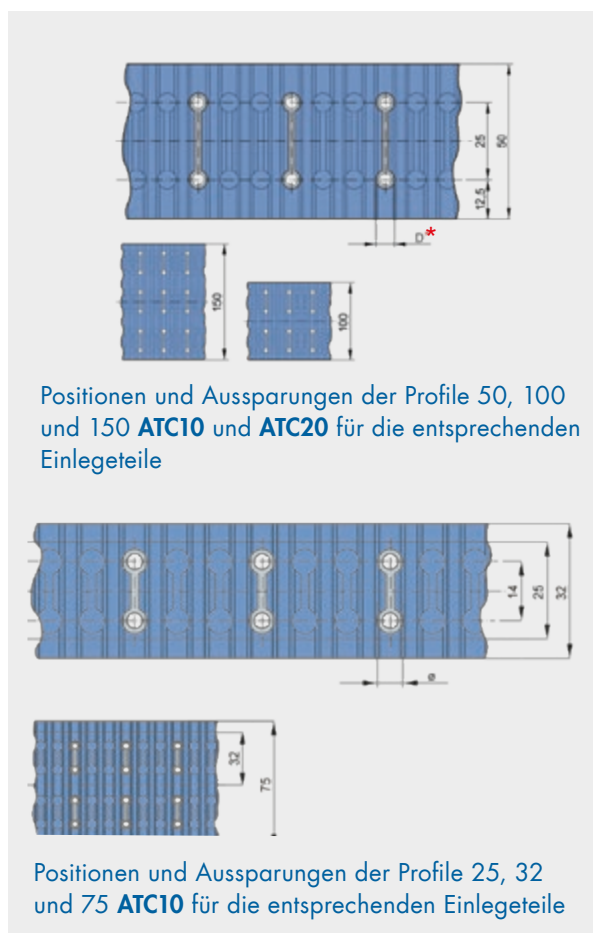 25
50
12,5
D*
150
100
Positionen und Aussparungen der Profile 50, 100
und 150 ATC10 und ATC20 für die entsprechenden
Einlegeteile
14
25
32
ø
32
75
Positionen und Aussparungen der Profile 25, 32
und 75 ATC10 für die entsprechenden Einlegeteile